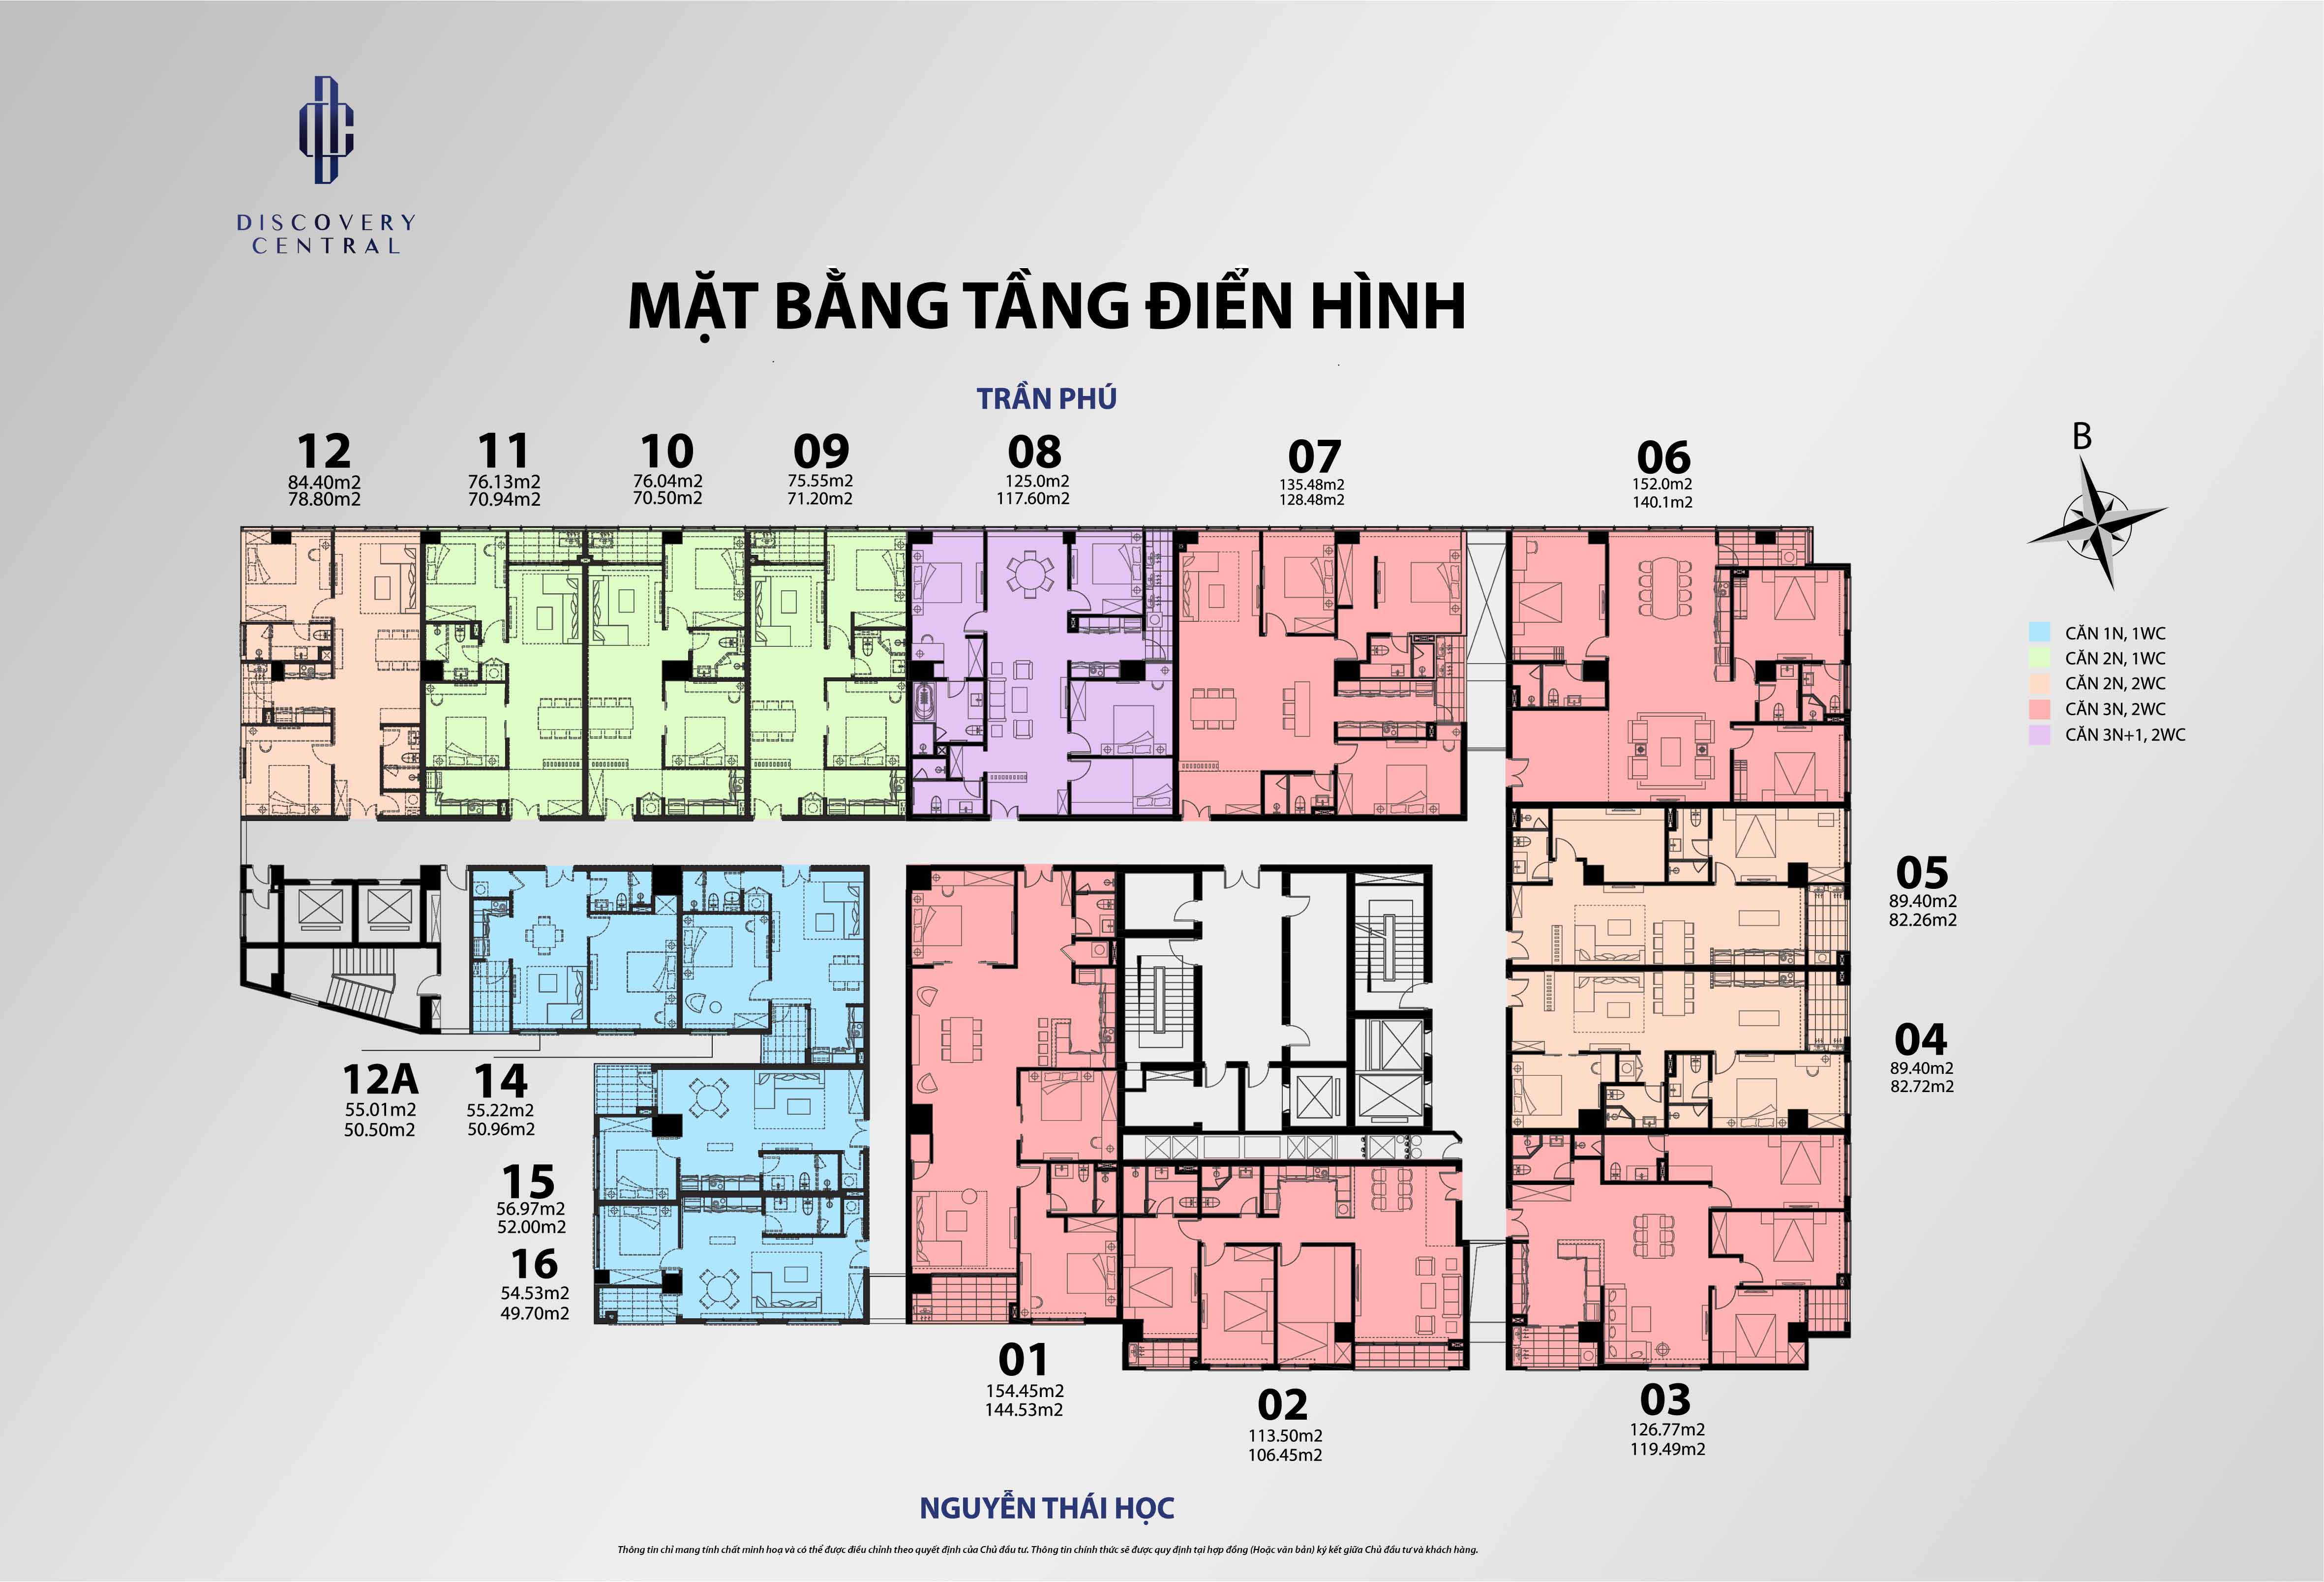 DISCOVERY
CENTRAL
MẶT BẰNG TẦNG ĐIỂN HÌNH
TRẦN PHÚ
12
84.40m2
78.80m2
11
76.13m2
70.94m2
10
76.04m2
70.50m2
09
75.55m2
71.20m2
08
125.0m2
117.60m2
07
135.48m2
128.48m2
06
152.0m2
140.1m2
B
CĂN 1N, 1WC
CĂN 2N, 1WC
CĂN 2N, 2WC
CĂN 3N, 2WC
CĂN 3N+1, 2WC
05
89.40m2
82.26m2
04
89.40m2
82.72m2
12A
55.01m2
50.50m2
14
55.22m2
50.96m2
15
56.97m2
52.00m2
16
54.53m2
49.70m2
01
154.45m2
144.53m2
02
113.50m2
106.45m2
03
126.77m2
119.49m2
NGUYỄN THÁI HỌC
Thông tin chỉ mang tính chất minh hoạ và có thể được điều chỉnh theo quyết định của Chủ đầu tư. Thông tin chính thức sẽ được quy định tại hợp đồng (Hoặc văn bản) ký kết giữa Chủ đầu tư và khách hàng.